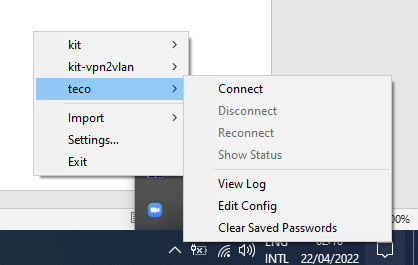 kit
kit-vpn2vlan
teco
Import
Settings...
Exit
Connect
Disconnect
Reconnect
Show Status
View Log
Edit Config
Clear Saved Passwords
ENG
INTL
22/04/2022